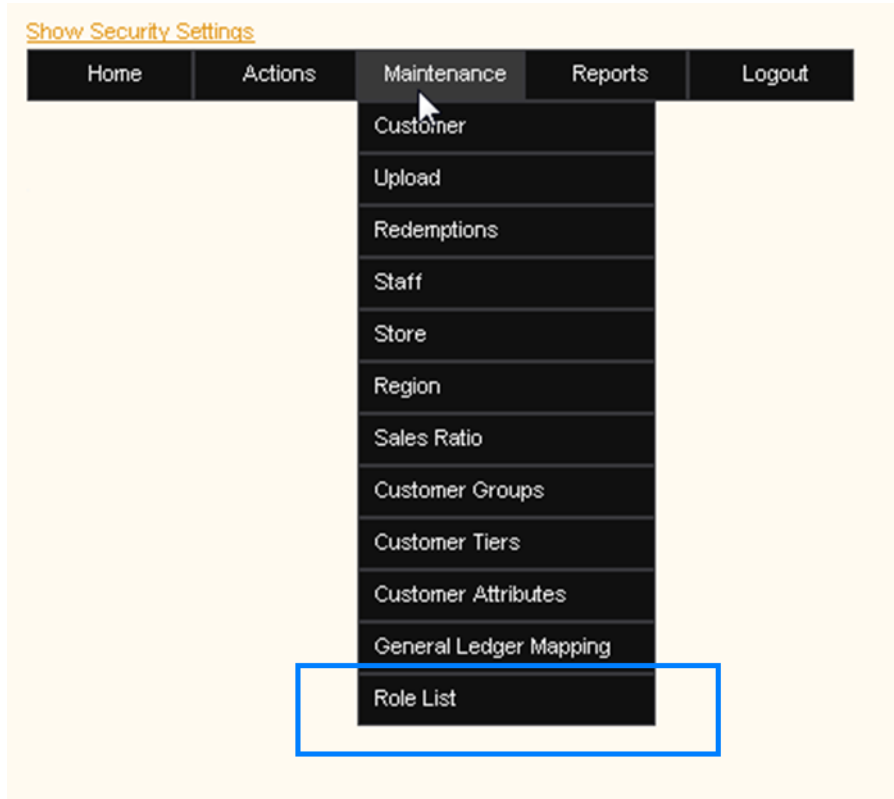 Show Security Settings
Home Actions Maintenance Reports Logout
Customer
Upload
Redemptions
Staff
Store
Region
Sales Ratio
Customer Groups
Customer Tiers
Customer Attributes
General Ledger Mapping
Role List